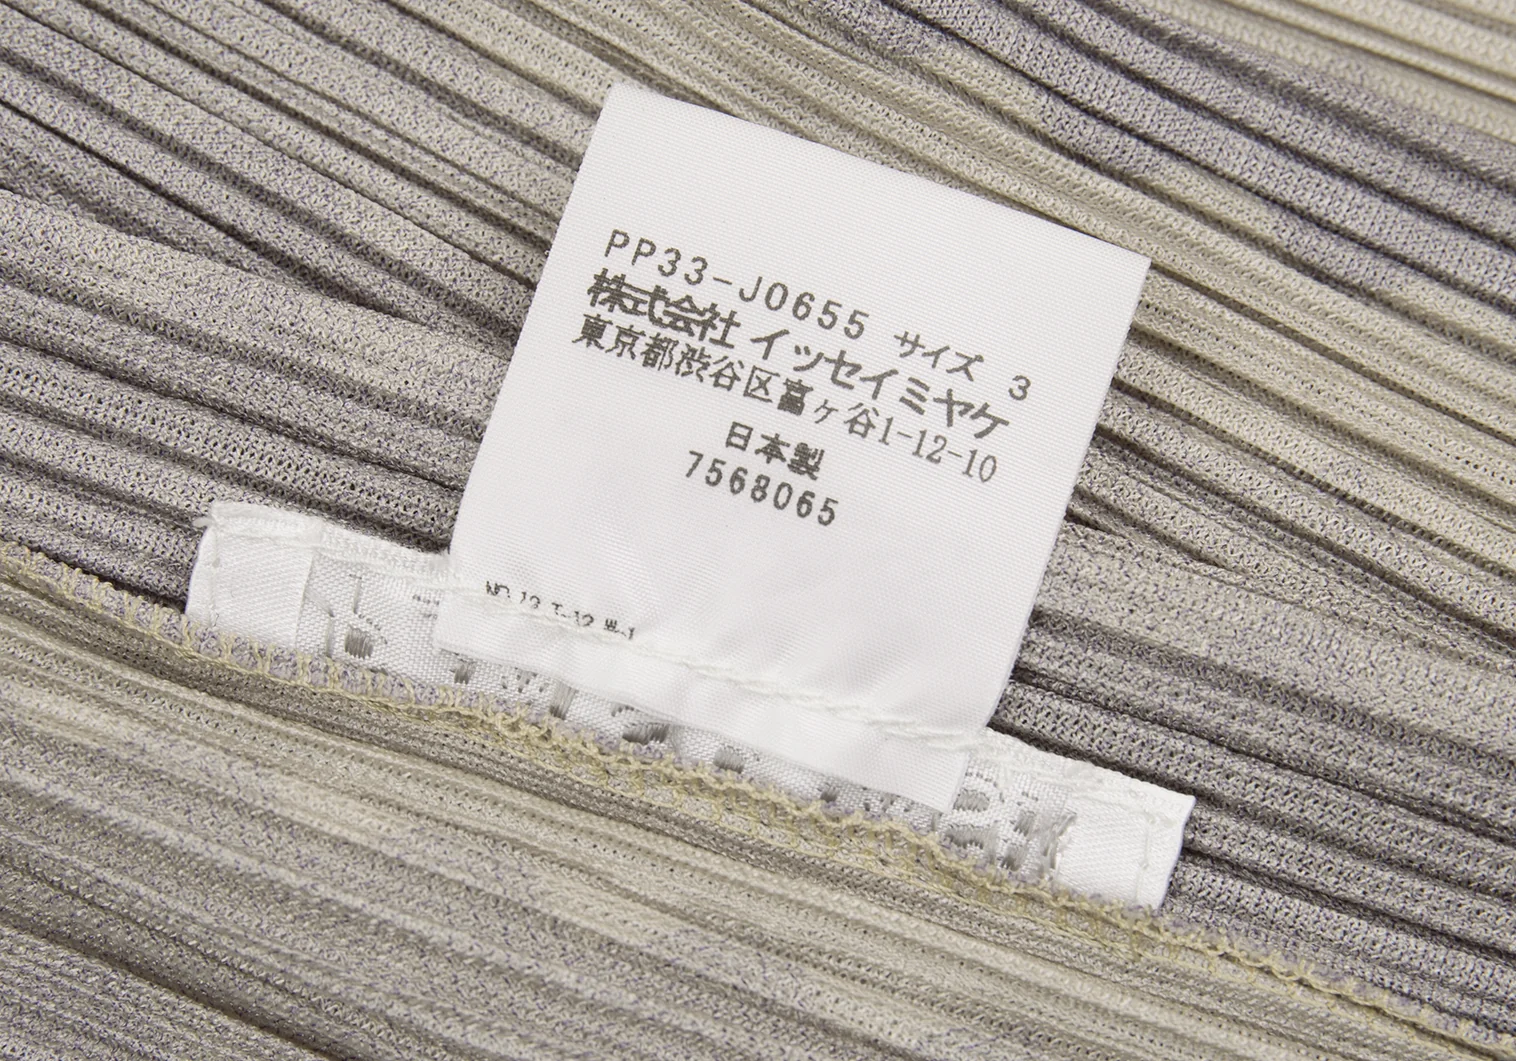 PP33-J0655 サイズ 3
株式会社 イッセイミヤケ
東京都渋谷区富ヶ谷1-12-10
日本製
7568065